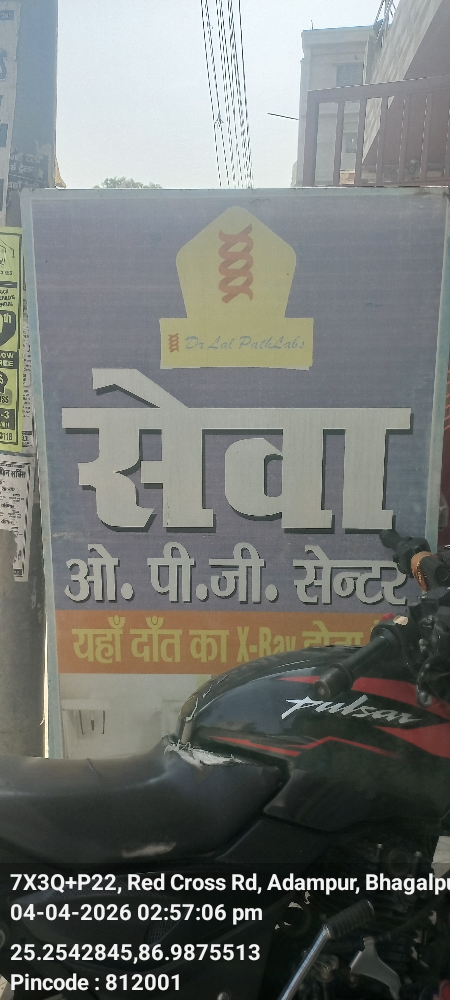 Dr Lal PathLabs
सेवा
ओ. पी.जी. सेन्टर
यहाँ दाँत का X-Ray होता
pulsar
7X3Q+P22, Red Cross Rd, Adampur, Bhagalpu
04-04-2026 02:57:06 pm
25.2542845,86.9875513
Pincode : 812001